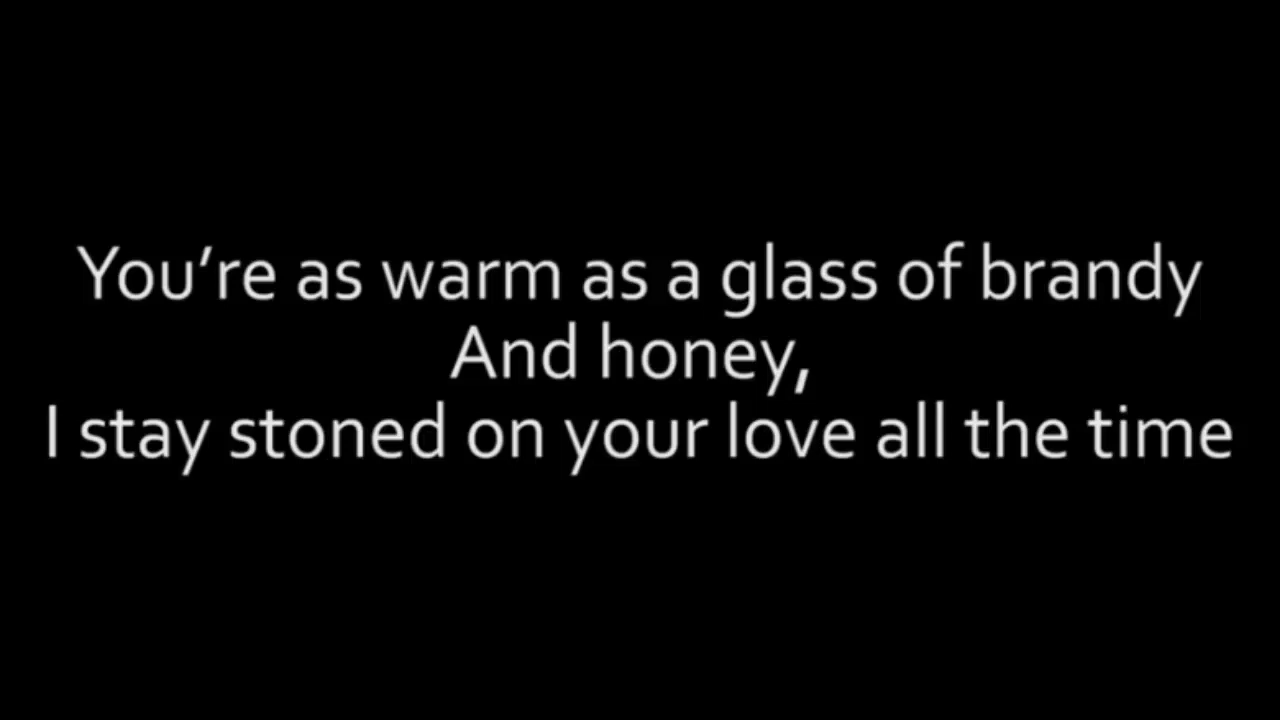 You’re as warm as a glass of brandy
And honey,
I stay stoned on your love all the time